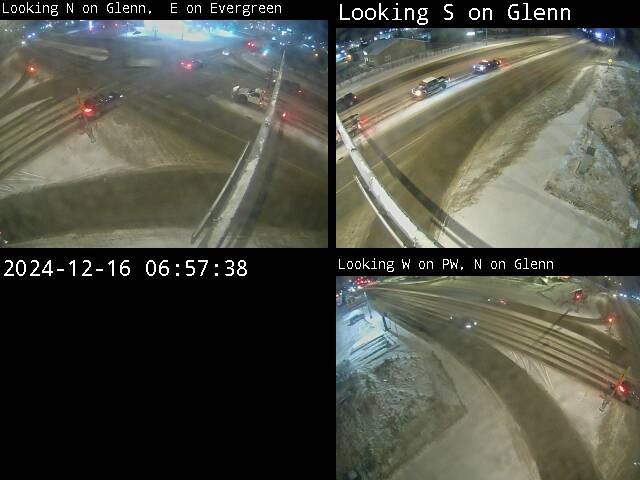 Looking N on Glenn,  E on Evergreen
Looking S on Glenn
2024-12-16 06:57:38
Looking W on PW, N on Glenn